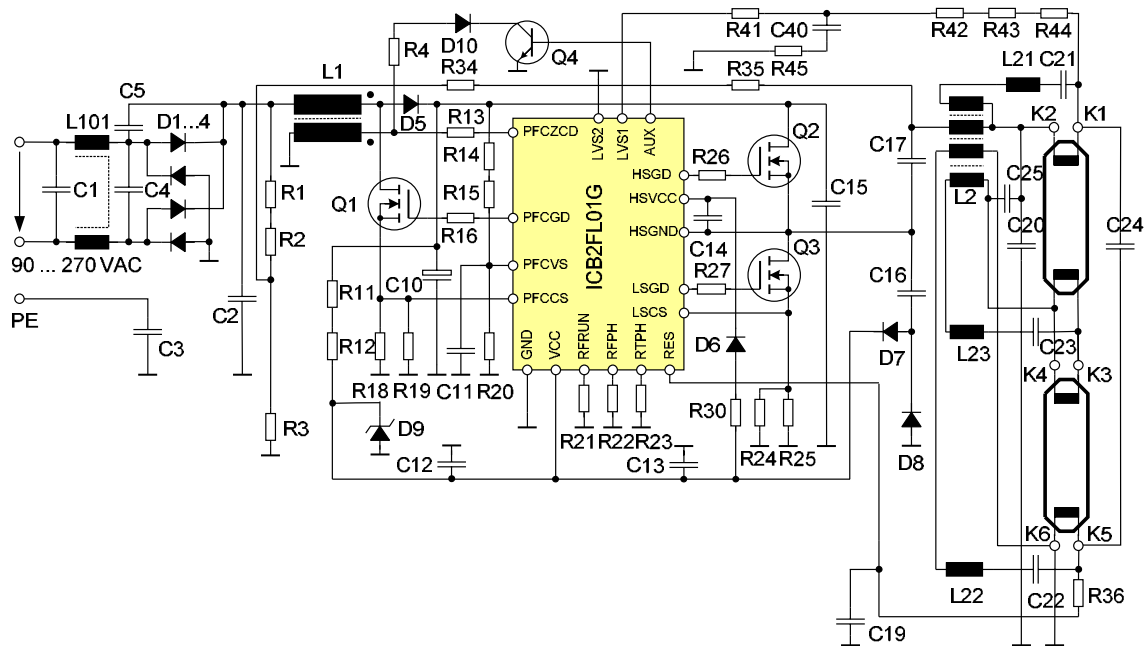 R41
C40
R42
R43
R44
D10
Q4
R4
R45
R34
R35
L21
C21
L1
C5
D5
R13
L101
D1...4
PFCZCD
LVS2
LVS1
AUX
K2
K1
R14
R26
Q2
C17
HSGD
C1
C4
R1
R15
Q1
HSVCC
C15
L2
C25
PFCGD
R16
C14
ICB2FL01G
HSGND
C20
C24
R2
90 ... 270 VAC
Q3
PFCVS
R27
C10
C16
LSGD
R11
PFCCS
PE
C2
LSCS
C3
R12
GND
VCC
RFRUN
RFPH
RTPH
RES
D6
D7
L23
C23
K4
K3
R18
R19
C11
R20
R30
R3
D9
R21
R22
R23
R24
R25
D8
C12
C13
K6
K5
L22
C22
R36
C19